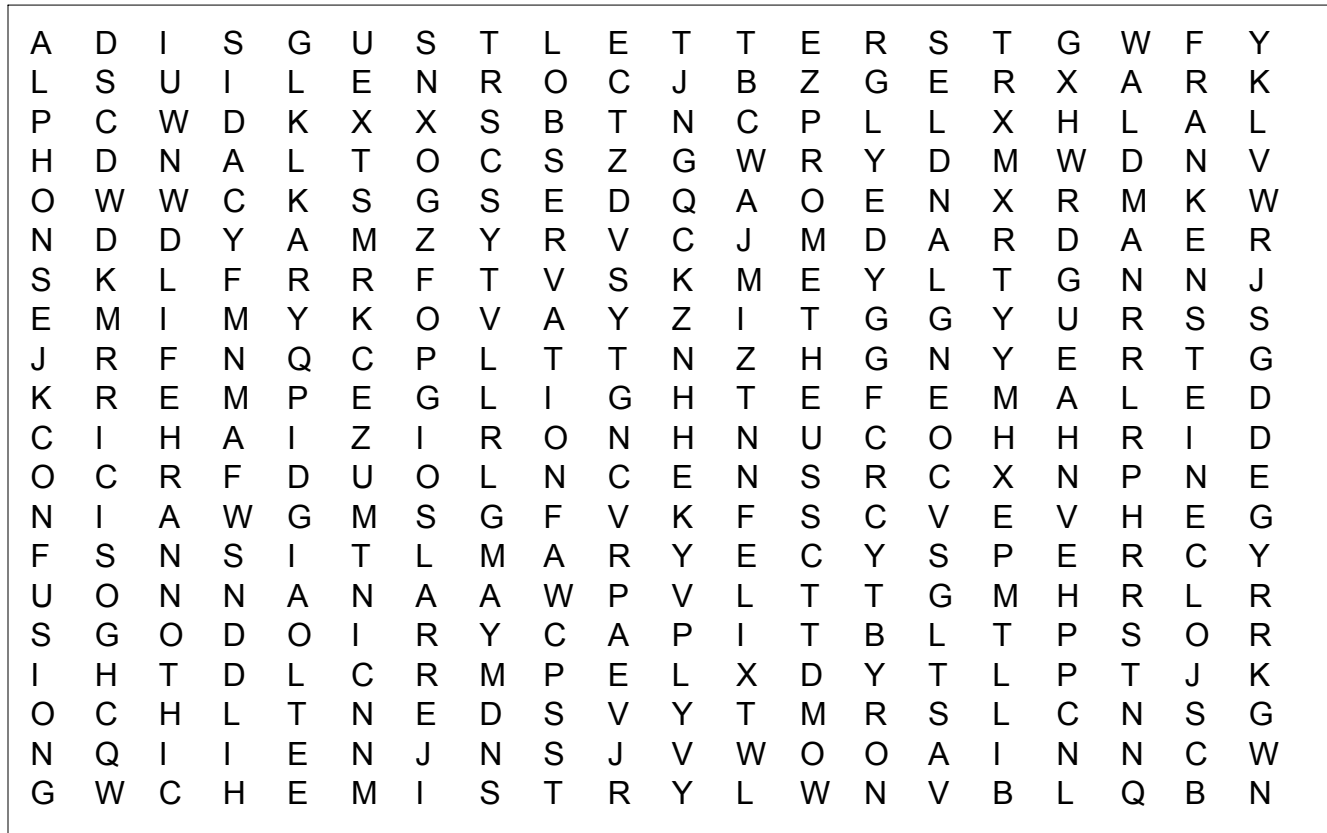 A D I S G U S T L E T T E R S T G W F Y
L S U I L E N R O C J B Z G E R X A R K
P C W D K X X S B T N C P L L X H L A L
H D N A L T O C S Z G W R Y D M W D N V
O W W C K S G S E D Q A O E N X R M K W
N D D Y A M Z Y R V C J M D A R D A E R
S K L F R R F T V S K M E Y L T G N N J
E M I M Y K O V A Y Z I T G G Y U R S S
J R F N Q C P L T T N Z H G N Y E R T G
K R E M P E G L I G H T E F E M A L E D
C I H A I Z I R O N H N U C O H H R I D
O C R F D U O L N C E N S R C X N P N E
N I A W G M S G F V K F S C V E V H E G
F S N S I T L M A R Y E C Y S P E R C Y
U O N N A N A A W P V L T T G M H R L R
S G O D O I R Y C A P I T B L T P S O R
I H T D L C R M P E L X D Y T L P T J K
O C H L T N E D S V Y T M R S L C N S G
N Q I I E N J N S J V W O O A I N N C W
G W C H E M I S T R Y L W N V B L Q B N